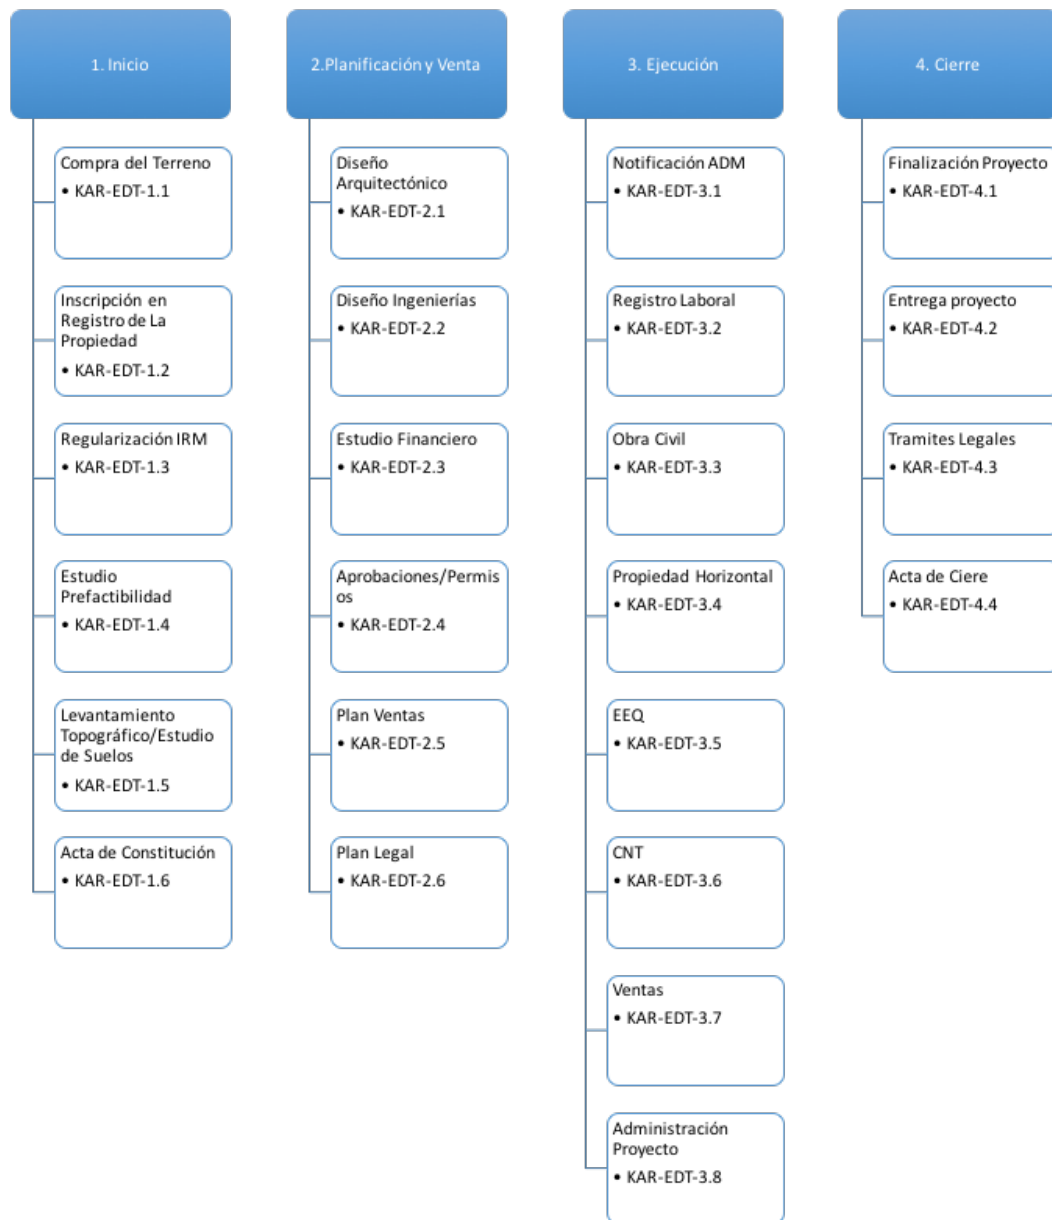 1. Inicio
Compra del Terreno
• KAR-EDT-1.1
Inscripción en
Registro de La
Propiedad
• KAR-EDT-1.2
Regularización IRM
• KAR-EDT-1.3
Estudio
Prefactibilidad
• KAR-EDT-1.4
Levantamiento
Topográfico/Estudio
de Suelos
• KAR-EDT-1.5
Acta de Constitución
• KAR-EDT-1.6
2.Planificación y Venta
Diseño
Arquitectónico
• KAR-EDT-2.1
Diseño Ingenierías
• KAR-EDT-2.2
Estudio Financiero
• KAR-EDT-2.3
Aprobaciones/Permis
os
• KAR-EDT-2.4
Plan Ventas
• KAR-EDT-2.5
Plan Legal
• KAR-EDT-2.6
3. Ejecución
Notificación ADM
• KAR-EDT-3.1
Registro Laboral
• KAR-EDT-3.2
Obra Civil
• KAR-EDT-3.3
Propiedad Horizontal
• KAR-EDT-3.4
EEQ
• KAR-EDT-3.5
CNT
• KAR-EDT-3.6
Ventas
• KAR-EDT-3.7
Administración
Proyecto
• KAR-EDT-3.8
4. Cierre
Finalización Proyecto
• KAR-EDT-4.1
Entrega proyecto
• KAR-EDT-4.2
Tramites Legales
• KAR-EDT-4.3
Acta de Ciere
• KAR-EDT-4.4